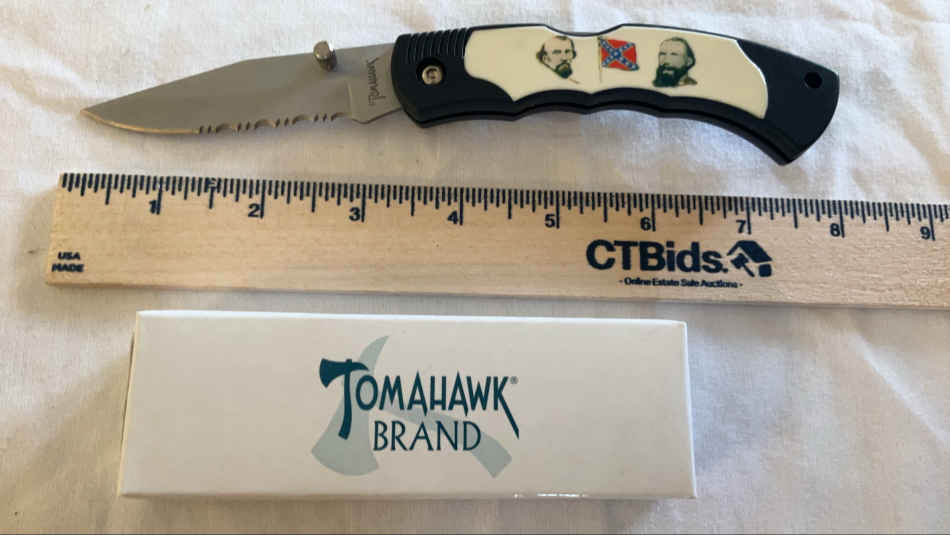 Tomahawk
1 2 3 4 5 6 7 8 9
USA
MADE
CTBids.
- Online Estate Sale Auctions -
TOMAHAWK®
BRAND